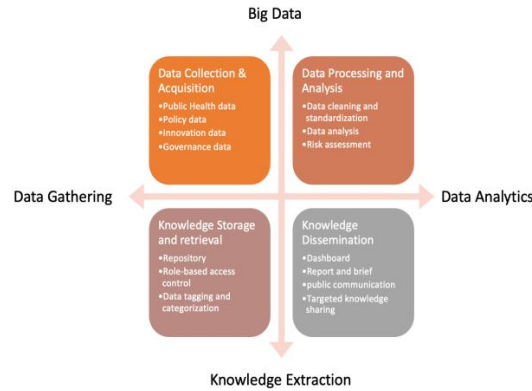 Big Data
Data Collection &
Acquisition
•Public Health data
•Policy data
•Innovation data
•Governance data
Data Processing and
Analysis
•Data cleaning and
standardization
•Data analysis
•Risk assessment
Data Gathering
Data Analytics
Knowledge Storage
and retrieval
•Repository
•Role-based access
control
•Data tagging and
categorization
Knowledge
Dissemination
•Dashboard
•Report and brief
•public communication
•Targeted knowledge
sharing
Knowledge Extraction